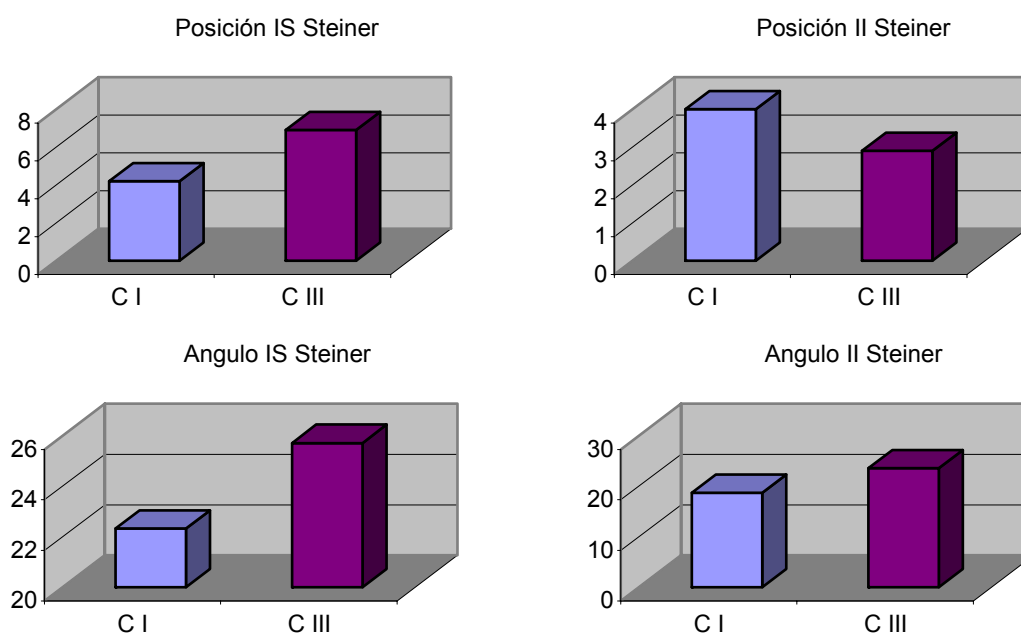 Posición IS Steiner
8
6
4
2
0
C I
C III
Posición II Steiner
4
3
2
1
0
C I
C III
Angulo IS Steiner
26
24
22
20
C I
C III
Angulo II Steiner
30
20
10
0
C I
C III